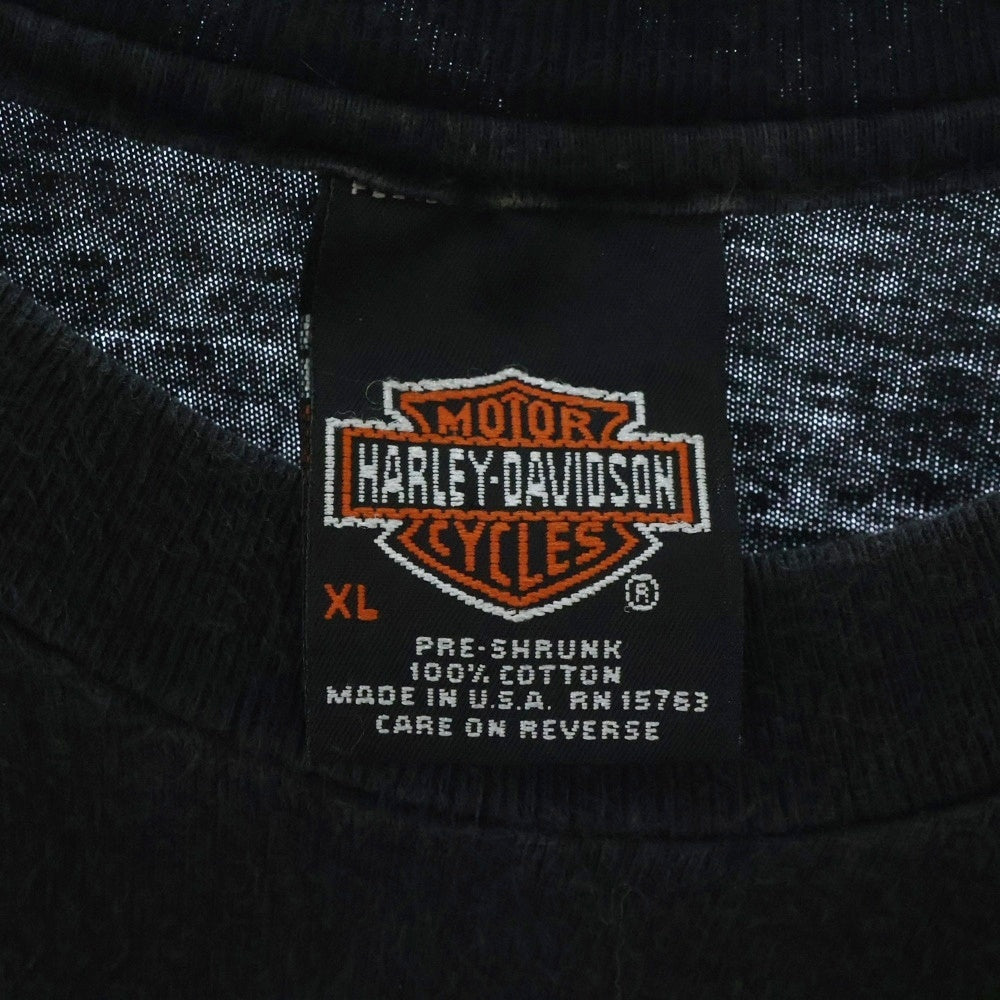 MOTOR
HARLEY-DAVIDSON
CYCLES
XL
®
PRE-SHRUNK
100% COTTON
MADE IN U.S.A. RN 15763
CARE ON REVERSE